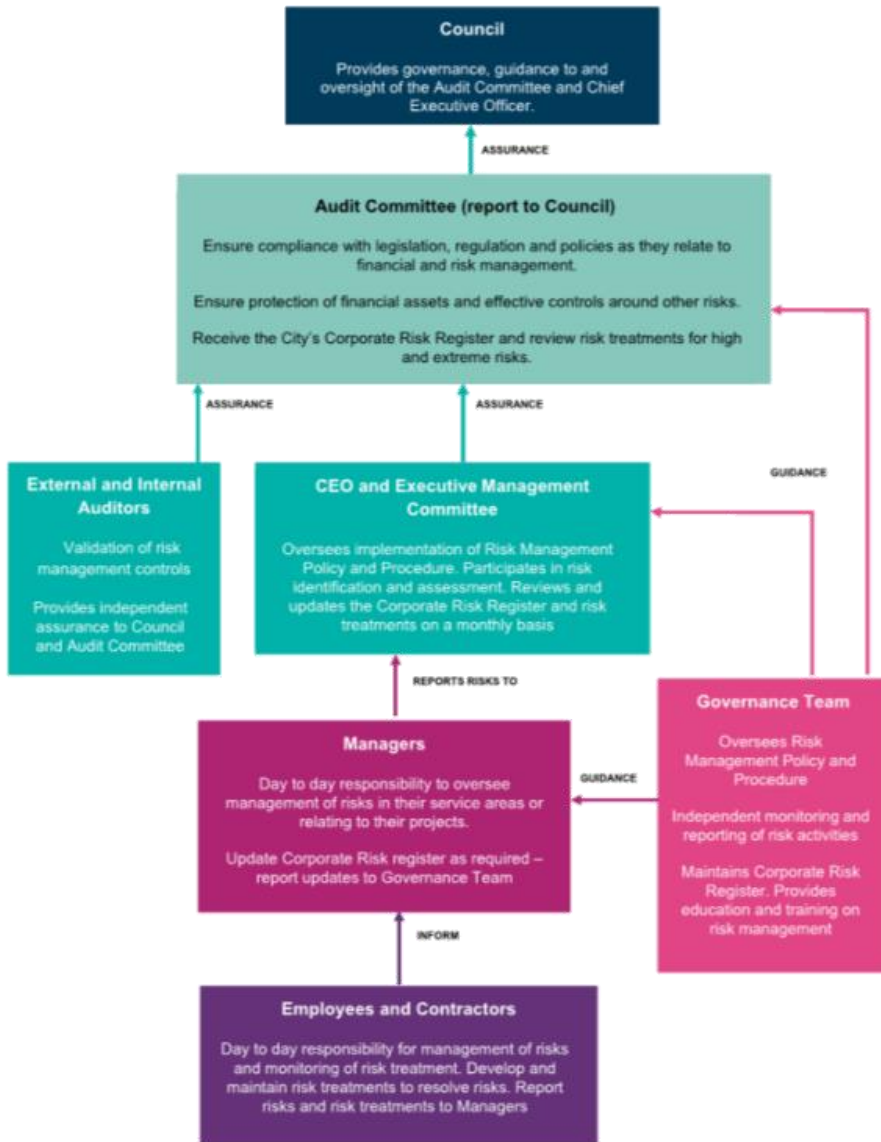 Council
Provides governance, guidance to and
oversight of the Audit Committee and Chief
Executive Officer.
ASSURANCE
Audit Committee (report to Council)
Ensure compliance with legislation, regulation and policies as they relate to
financial and risk management.
Ensure protection of financial assets and effective controls around other risks.
Receive the City's Corporate Risk Register and review risk treatments for high
and extreme risks.
ASSURANCE
ASSURANCE
GUIDANCE
External and Internal
Auditors
Validation of risk
management controls
Provides independent
assurance to Council
and Audit Committee
CEO and Executive Management
Committee
Oversees implementation of Risk Management
Policy and Procedure. Participates in risk
identification and assessment. Reviews and
updates the Corporate Risk Register and risk
treatments on a monthly basis
REPORTS RISKS TO
Managers
Day to day responsibility to oversee
management of risks in their service areas or
relating to their projects.
Update Corporate Risk register as required –
report updates to Governance Team
GUIDANCE
Governance Team
Oversees Risk
Management Policy and
Procedure
Independent monitoring and
reporting of risk activities
Maintains Corporate Risk
Register. Provides
education and training on
risk management
INFORM
Employees and Contractors
Day to day responsibility for management of risks
and monitoring of risk treatment. Develop and
maintain risk treatments to resolve risks. Report
risks and risk treatments to Managers